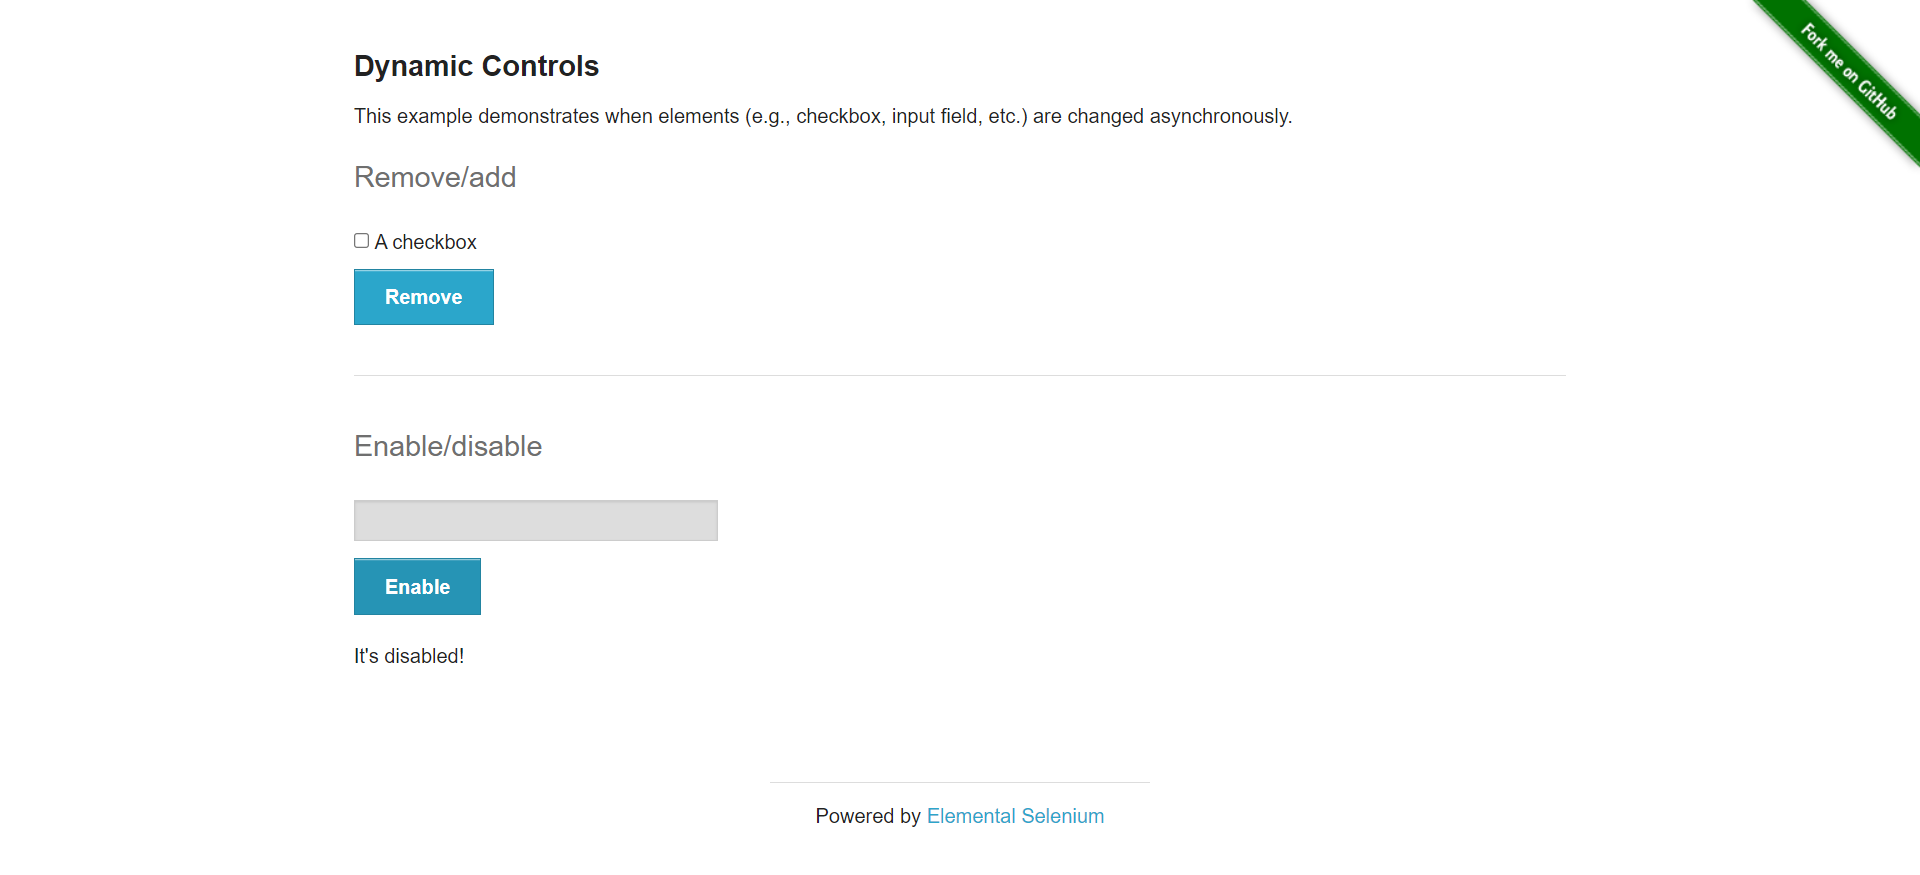 Fork me on GitHub
Dynamic Controls
This example demonstrates when elements (e.g., checkbox, input field, etc.) are changed asynchronously.
Remove/add
A checkbox
Remove
Enable/disable
Enable
It's disabled!
Powered by Elemental Selenium